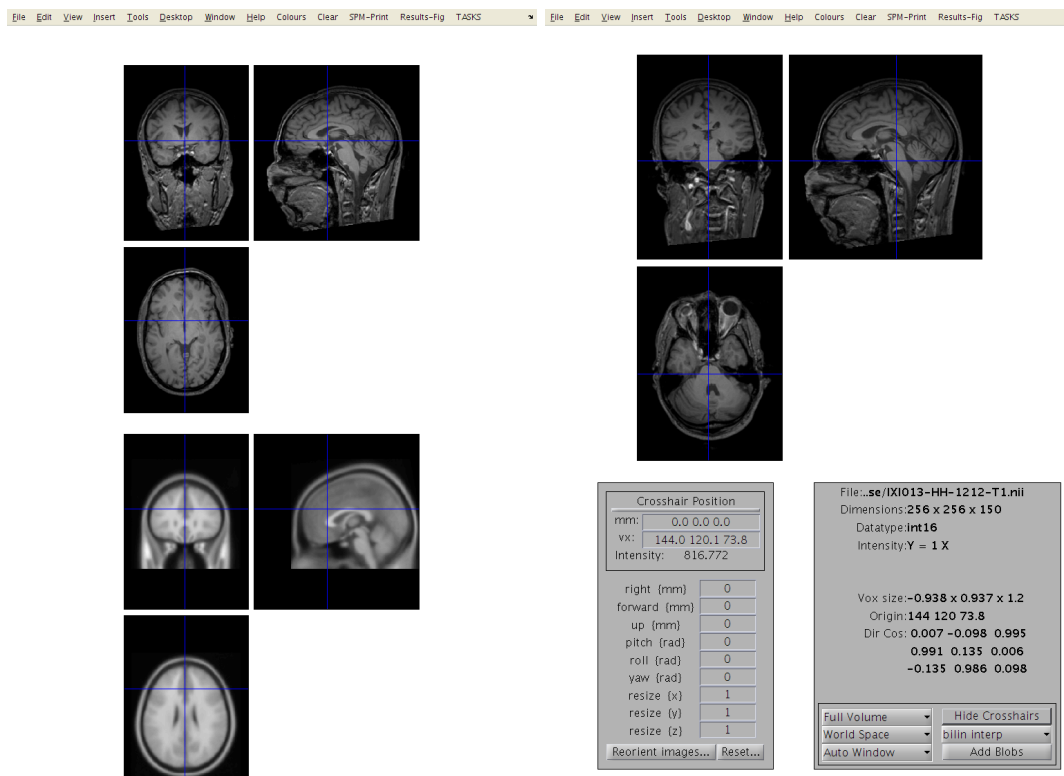 File Edit View Insert Tools Desktop Window Help Colours Clear SPM-Print Results-Fig TASKS
File Edit View Insert Tools Desktop Window Help Colours Clear SPM-Print Results-Fig TASKS
Crosshair Position
mm: 0.0 0.0 0.0
vx: 144.0 120.1 73.8
Intensity: 816.772
right {mm} 0
forward {mm} 0
up {mm} 0
pitch {rad} 0
roll {rad} 0
yaw {rad} 0
resize {x} 1
resize {y} 1
resize {z} 1
Reorient images... Reset...
File:..se/IXI013-HH-1212-T1.nii
Dimensions:256 x 256 x 150
Datatype:int16
Intensity:Y = 1 X
Vox size:-0.938 x 0.937 x 1.2
Origin:144 120 73.8
Dir Cos: 0.007 -0.098 0.995
0.991 0.135 0.006
-0.135 0.986 0.098
Full Volume Hide Crosshairs
World Space bilin interp
Auto Window Add Blobs